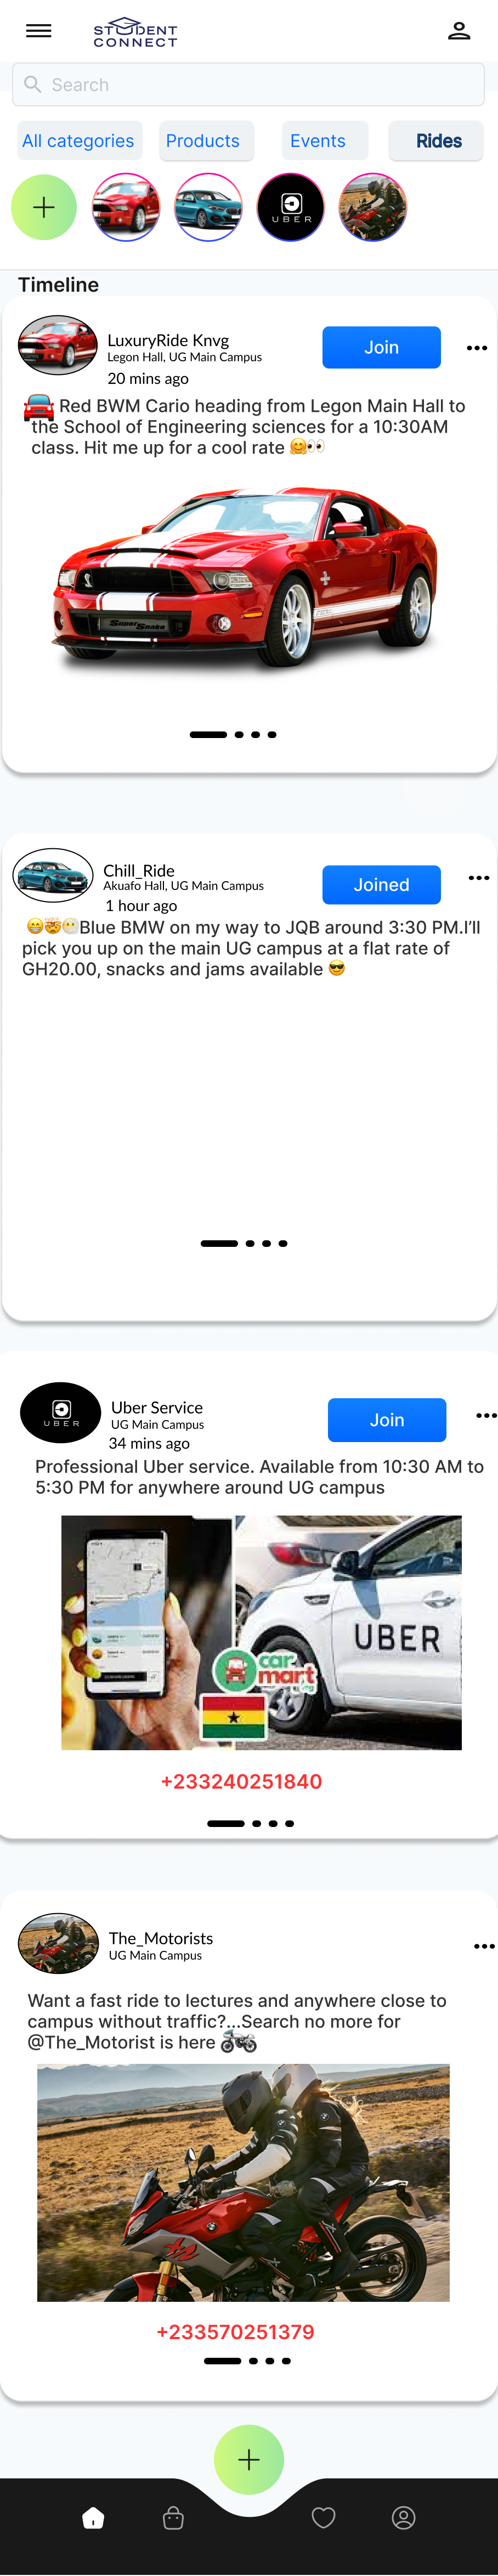 STUDENT
CONNECT
Search
All categories
Products
Events
Rides
UBER
Timeline
LuxuryRide Knvg
Legon Hall, UG Main Campus
20 mins ago
Join
Red BWM Cario heading from Legon Main Hall to
the School of Engineering sciences for a 10:30AM
class. Hit me up for a cool rate 🤗👀
Super Snake
Chill_Ride
Akuafo Hall, UG Main Campus
1 hour ago
Joined
😁🤯😬Blue BMW on my way to JQB around 3:30 PM.I'll
pick you up on the main UG campus at a flat rate of
GH20.00, snacks and jams available 😎
UBER
Uber Service
UG Main Campus
34 mins ago
Join
Professional Uber service. Available from 10:30 AM to
5:30 PM for anywhere around UG campus
UBER
car
mart
+233240251840
The_Motorists
UG Main Campus
Want a fast ride to lectures and anywhere close to
campus without traffic?...Search no more for
@The_Motorist is here 🏍
+233570251379